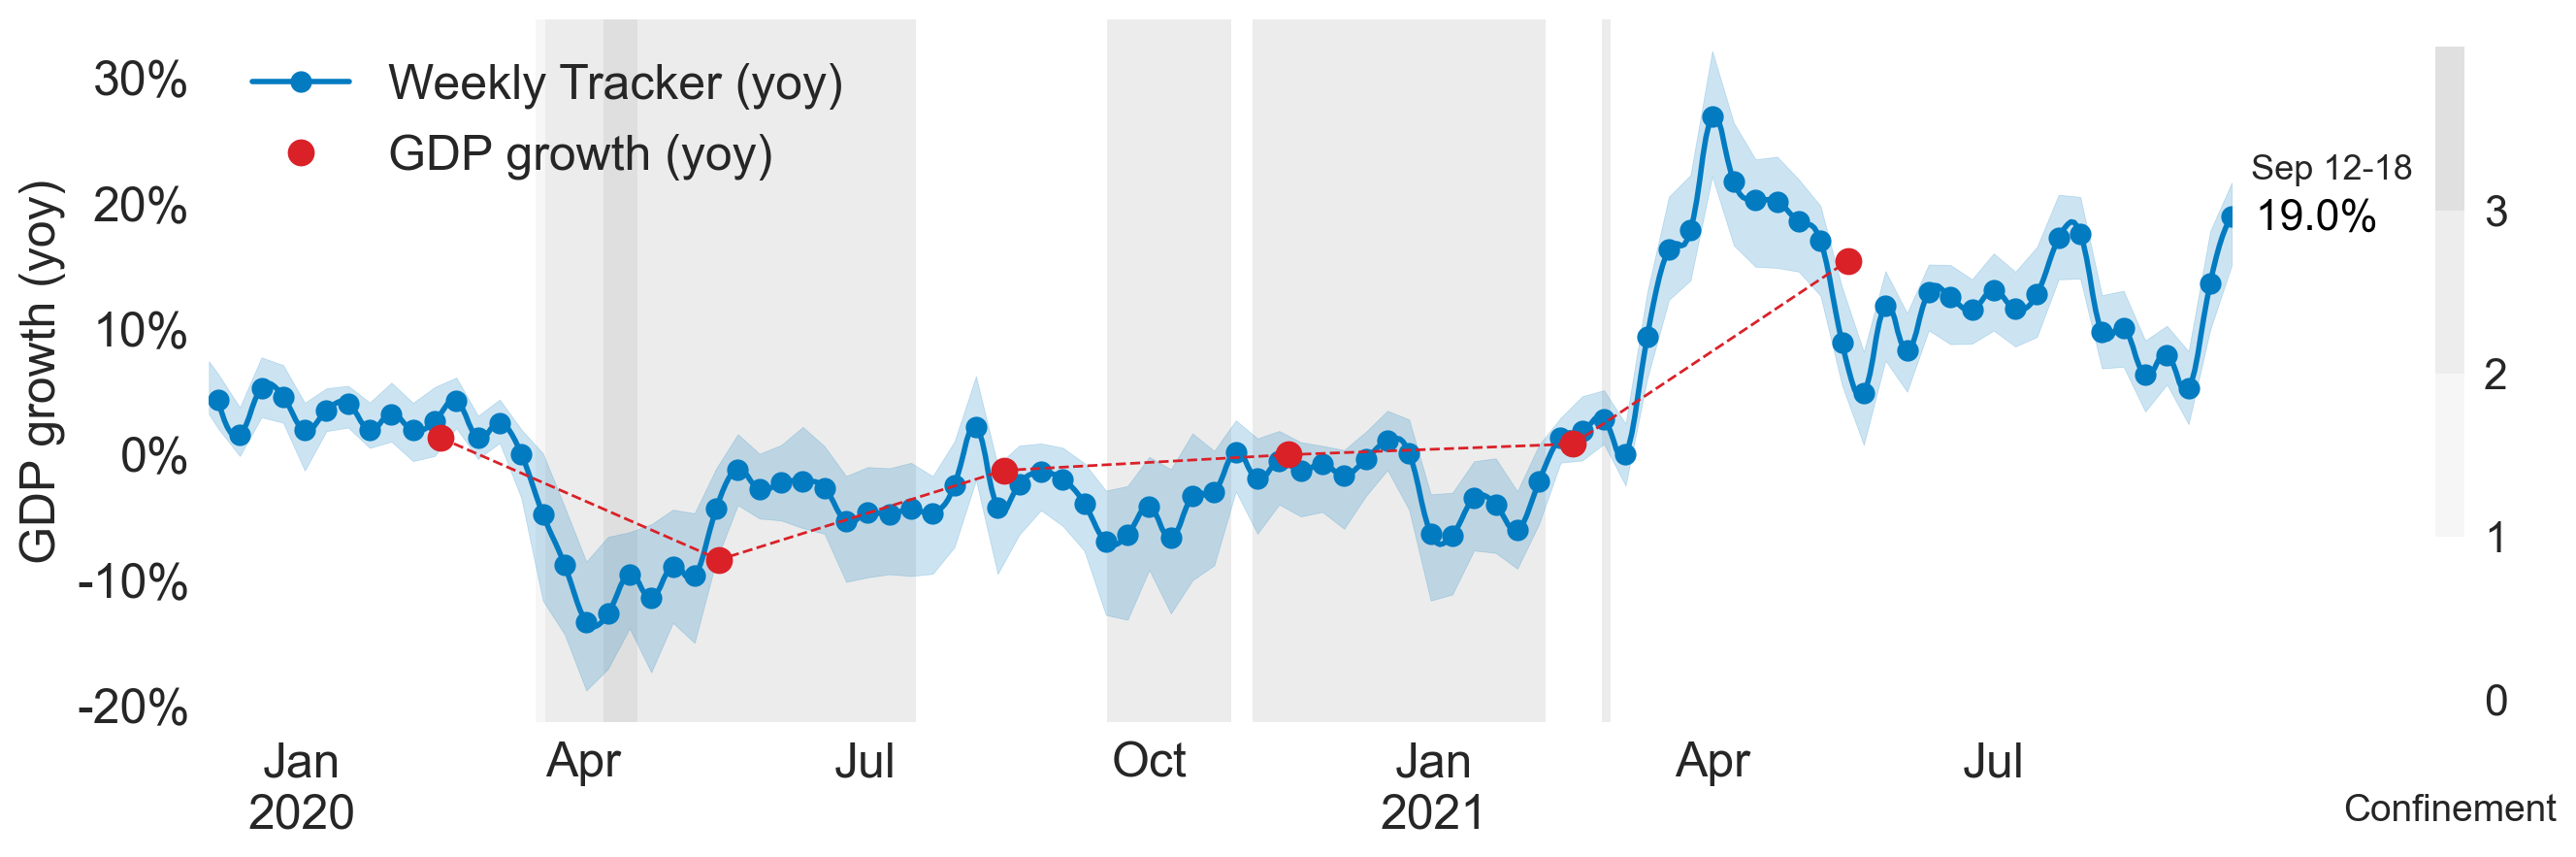 Weekly Tracker (yoy)
GDP growth (yoy)
GDP growth (yoy)
30%
20%
10%
0%
-10%
-20%
Sep 12-18
19.0%
3
2
1
0
Jan
2020
Apr
Jul
Oct
Jan
2021
Apr
Jul
Confinement